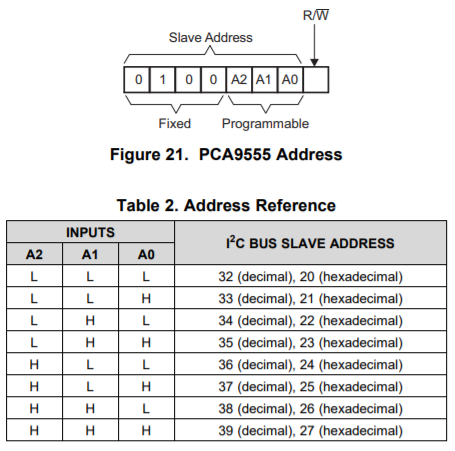 R/W̅
Slave Address
0 1 0 0 A2 A1 A0
Fixed Programmable
Figure 21. PCA9555 Address
Table 2. Address Reference
INPUTS I²C BUS SLAVE ADDRESS
A2 A1 A0
L L L 32 (decimal), 20 (hexadecimal)
L L H 33 (decimal), 21 (hexadecimal)
L H L 34 (decimal), 22 (hexadecimal)
L H H 35 (decimal), 23 (hexadecimal)
H L L 36 (decimal), 24 (hexadecimal)
H L H 37 (decimal), 25 (hexadecimal)
H H L 38 (decimal), 26 (hexadecimal)
H H H 39 (decimal), 27 (hexadecimal)